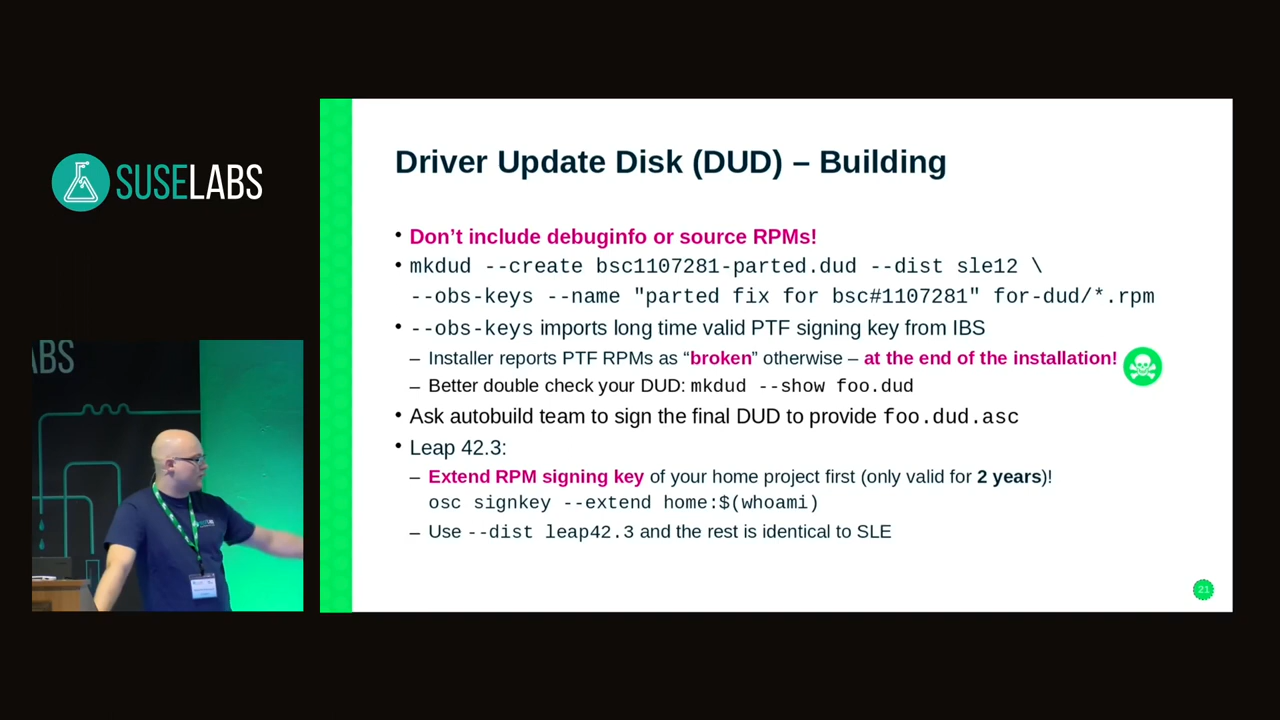 SUSELABS
ABS
Driver Update Disk (DUD) – Building
• Don’t include debuginfo or source RPMs!
• mkdud --create bsc1107281-parted.dud --dist sle12 \
--obs-keys --name "parted fix for bsc#1107281" for-dud/*.rpm
• --obs-keys imports long time valid PTF signing key from IBS
– Installer reports PTF RPMs as “broken” otherwise – at the end of the installation!
– Better double check your DUD: mkdud --show foo.dud
• Ask autobuild team to sign the final DUD to provide foo.dud.asc
• Leap 42.3:
– Extend RPM signing key of your home project first (only valid for 2 years)!
osc signkey --extend home:$(whoami)
– Use --dist leap42.3 and the rest is identical to SLE
21